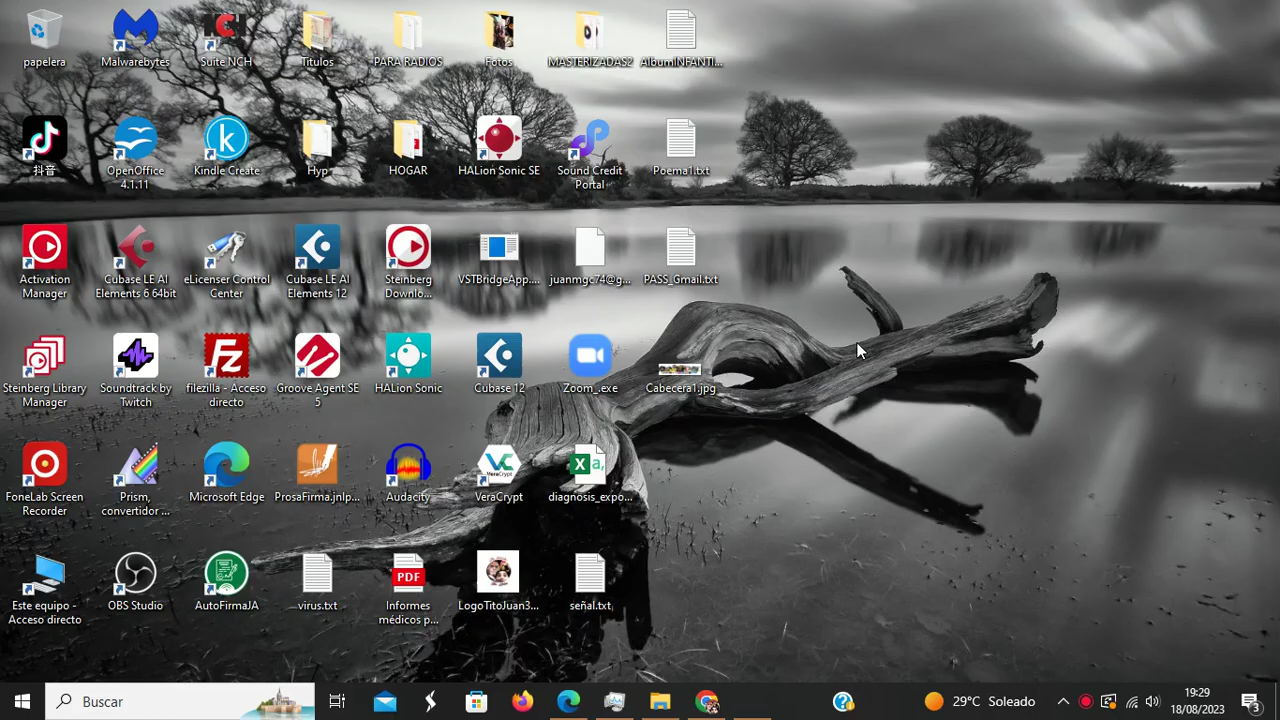 papelera
Malwarebytes
Suite NCH
Titulos
PARA RADIOS
Fotos
MASTERIZADAS2
AlbumINFANTI...
抖音
OpenOffice
4.1.11
Kindle Create
Hyp
HOGAR
HALion Sonic SE
Sound Credit
Portal
Poema1.txt
Activation
Manager
Cubase LE AI
Elements 6 64bit
eLicenser Control
Center
Cubase LE AI
Elements 12
Steinberg
Downlo...
VSTBridgeApp....
juanmgc74@g...
PASS_Gmail.txt
Steinberg Library
Manager
Soundtrack by
Twitch
filezilla - Acceso
directo
Groove Agent SE
5
HALion Sonic
Cubase 12
Zoom_.exe
Cabecera1.jpg
FoneLab Screen
Recorder
Prism,
convertidor ...
Microsoft Edge
ProsaFirma.jnlp...
Audacity
VeraCrypt
diagnosis_expo...
Este equipo -
Acceso directo
OBS Studio
AutoFirmaJA
virus.txt
PDF
Informes
médicos p...
LogoTitoJuan3...
señal.txt
Buscar
29°C Soleado
9:29
18/08/2023
3